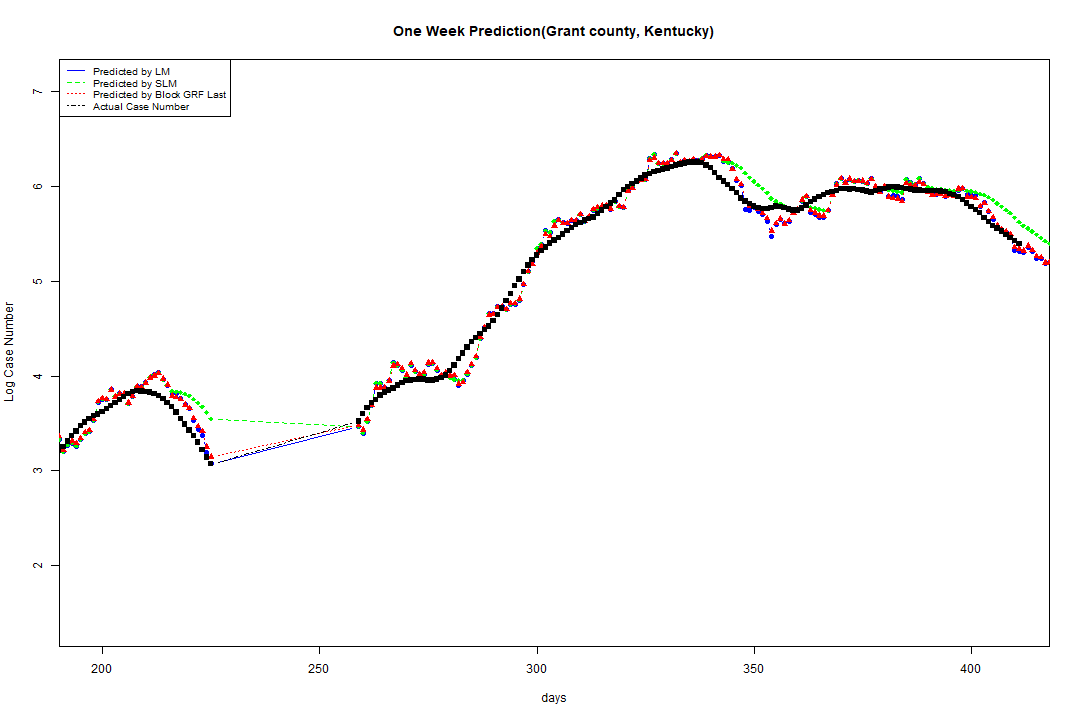 One Week Prediction(Grant county, Kentucky)
Predicted by LM
Predicted by SLM
Predicted by Block GRF Last
Actual Case Number
7
6
5
4
3
2
Log Case Number
200 250 300 350 400
days